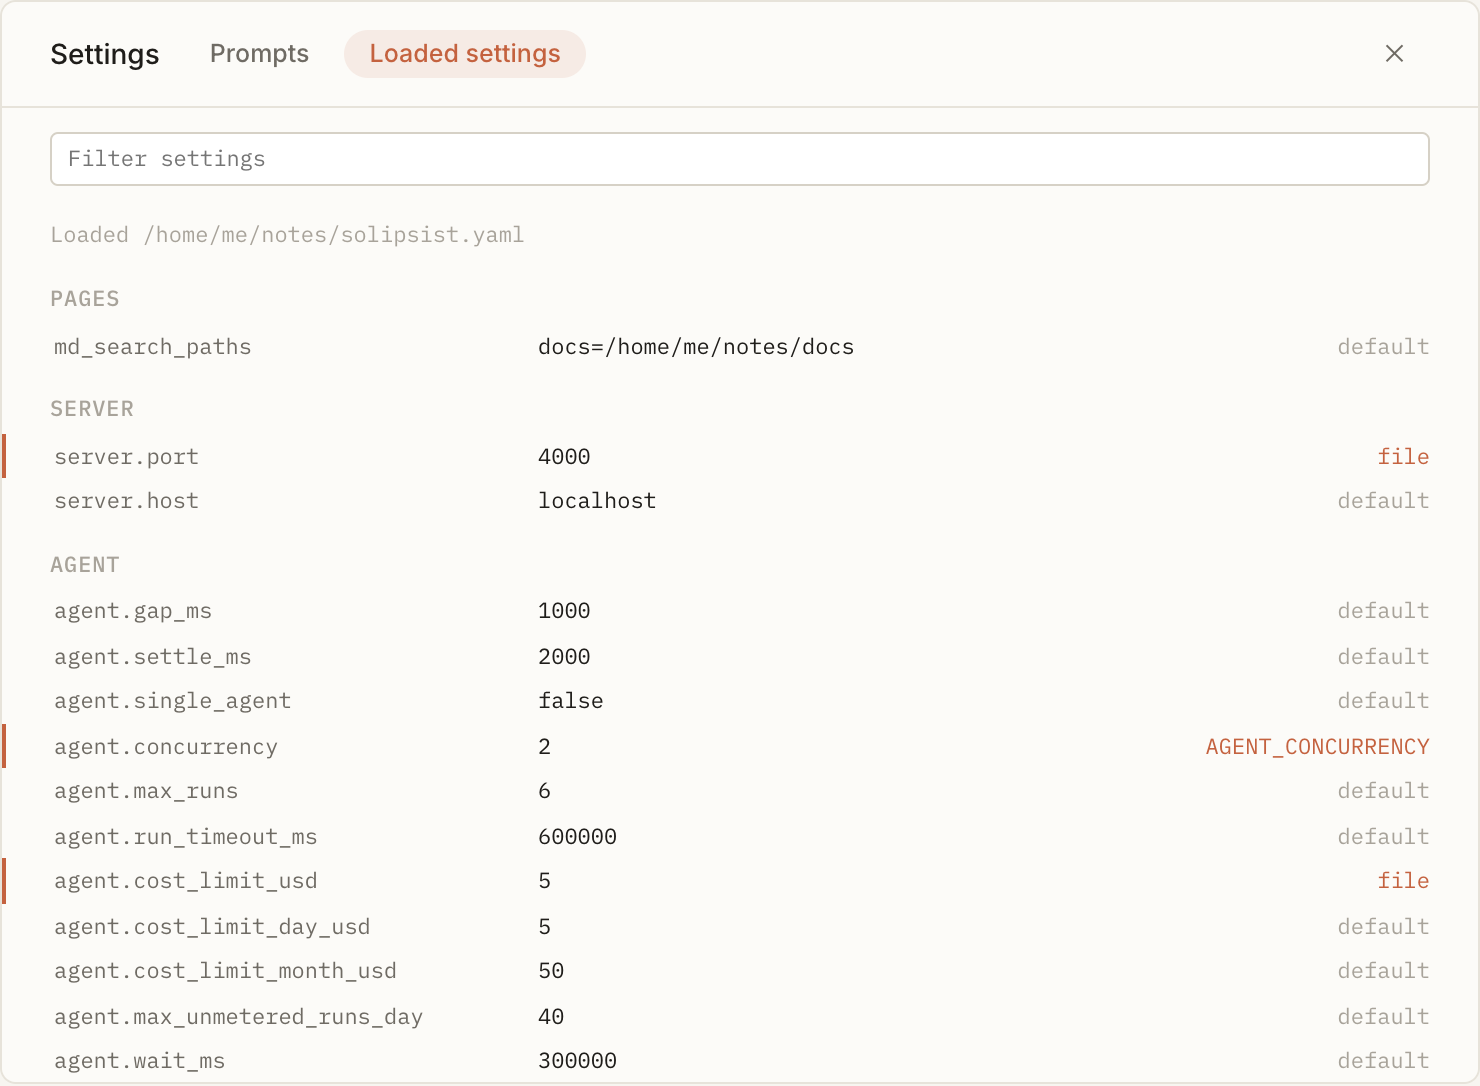 Settings Prompts Loaded settings
Filter settings
Loaded /home/me/notes/solipsist.yaml
PAGES
md_search_paths docs=/home/me/notes/docs default
SERVER
server.port 4000 file
server.host localhost default
AGENT
agent.gap_ms 1000 default
agent.settle_ms 2000 default
agent.single_agent false default
agent.concurrency 2 AGENT_CONCURRENCY
agent.max_runs 6 default
agent.run_timeout_ms 600000 default
agent.cost_limit_usd 5 file
agent.cost_limit_day_usd 5 default
agent.cost_limit_month_usd 50 default
agent.max_unmetered_runs_day 40 default
agent.wait_ms 300000 default